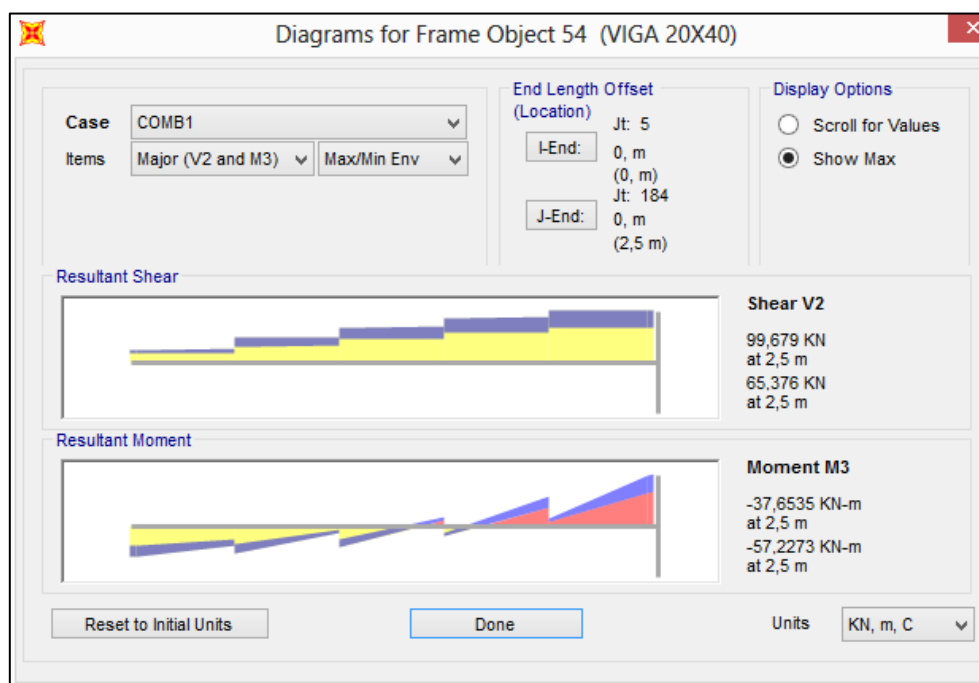 Diagrams for Frame Object 54 (VIGA 20X40)
Case
COMB1
Items
Major (V2 and M3)
Max/Min Env
End Length Offset
(Location)
I-End:
Jt: 5
0, m
(0, m)
J-End:
Jt: 184
0, m
(2,5 m)
Display Options
Scroll for Values
Show Max
Resultant Shear
Shear V2
99,679 KN
at 2,5 m
65,376 KN
at 2,5 m
Resultant Moment
Moment M3
-37,6535 KN-m
at 2,5 m
-57,2273 KN-m
at 2,5 m
Reset to Initial Units
Done
Units
KN, m, C